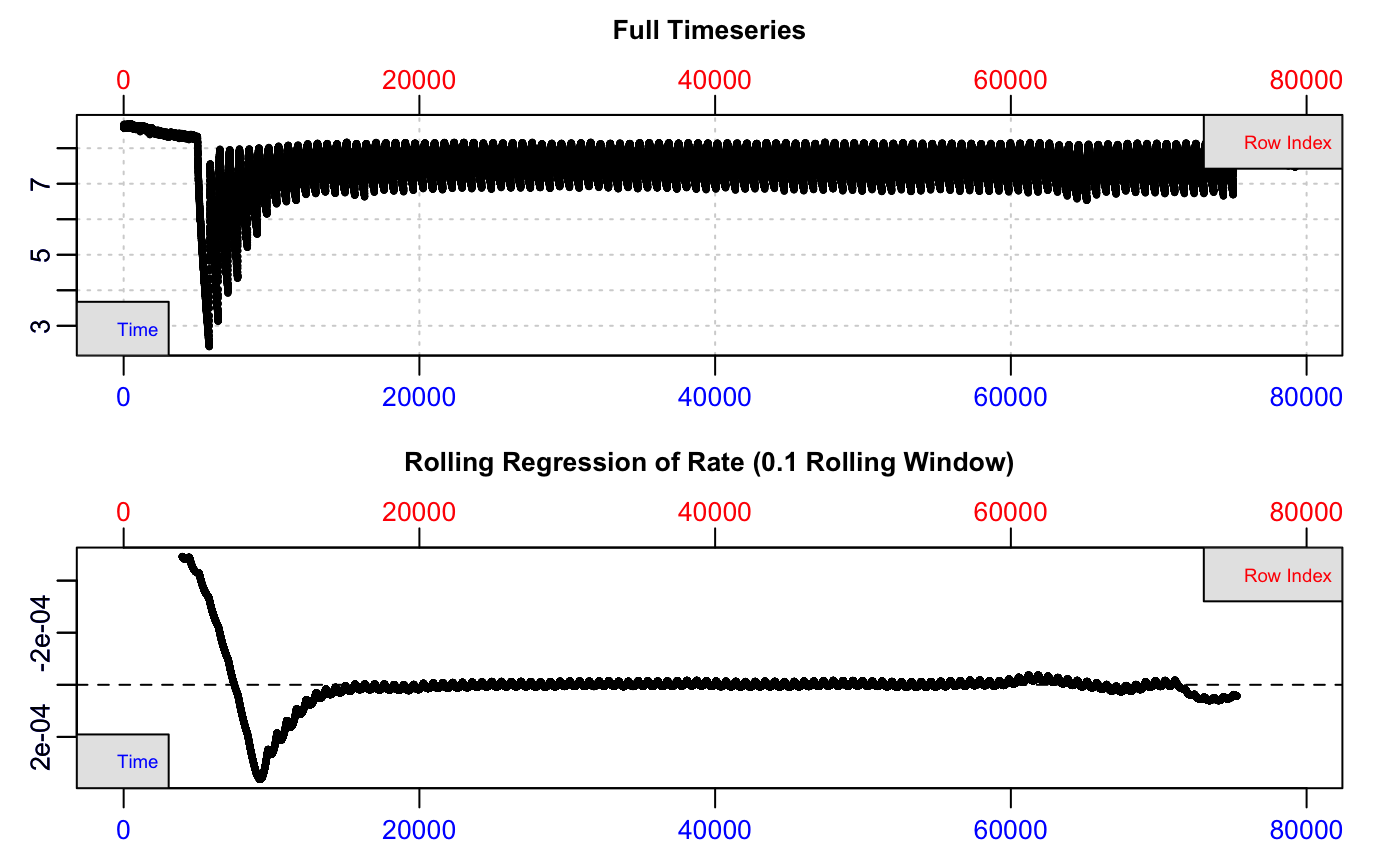 Full Timeseries
0 20000 40000 60000 80000
Row Index
7
5
3
Time
0 20000 40000 60000 80000
Rolling Regression of Rate (0.1 Rolling Window)
0 20000 40000 60000 80000
Row Index
-2e-04
2e-04
Time
0 20000 40000 60000 80000